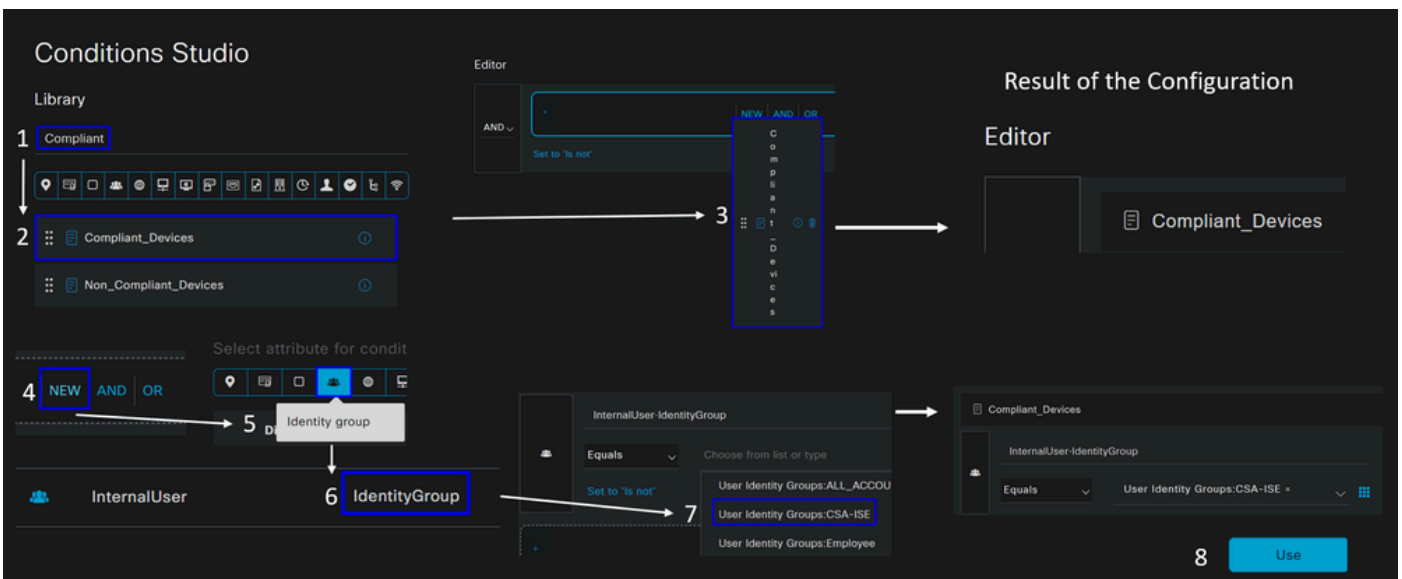 Conditions Studio
Library
1
Compliant
2
Compliant_Devices
Non_Compliant_Devices
Editor
AND
NEW AND OR
Set to 'Is not'
3
C
o
m
p
li
a
n
t
_
D
e
vi
c
e
s
Result of the Configuration
Editor
Compliant_Devices
4
NEW AND OR
Select attribute for condit
5
Di
Identity group
InternalUser
6
IdentityGroup
InternalUser·IdentityGroup
Equals
Choose from list or type
Set to 'Is not'
User Identity Groups:ALL_ACCOU
7
User Identity Groups:CSA-ISE
User Identity Groups:Employee
Compliant_Devices
InternalUser·IdentityGroup
Equals
User Identity Groups:CSA-ISE ×
8
Use